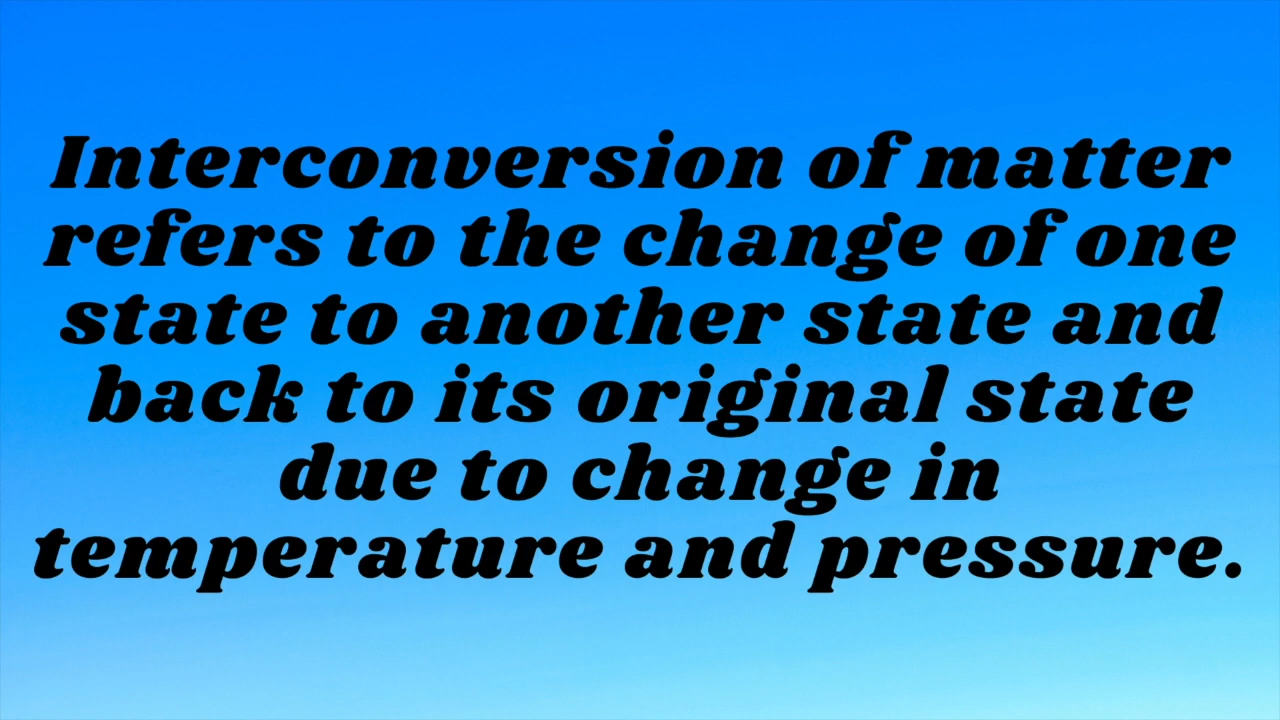 Interconversion of matter
refers to the change of one
state to another state and
back to its original state
due to change in
temperature and pressure.